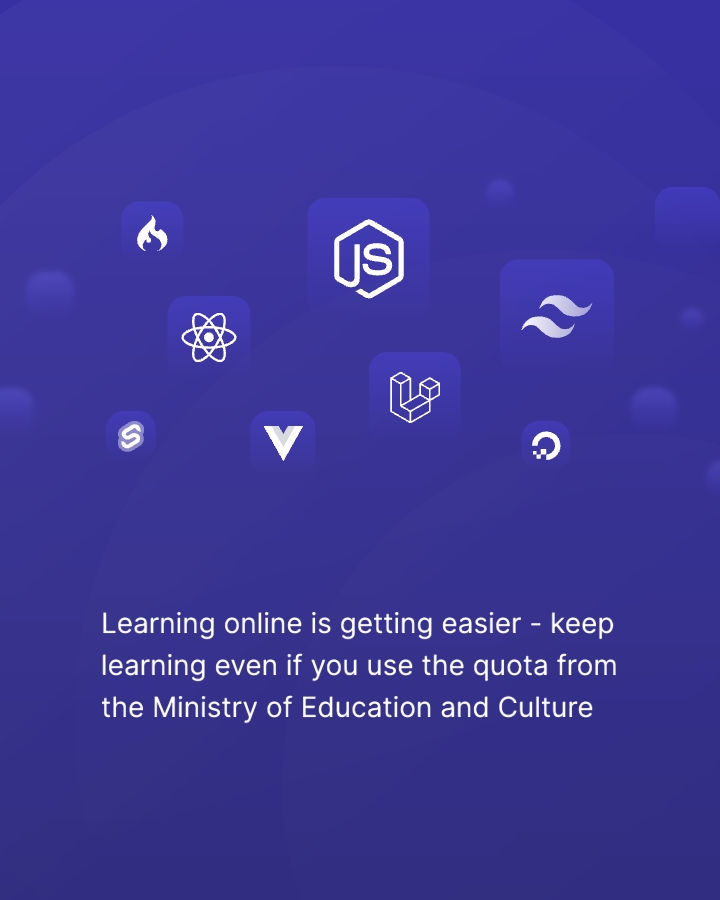 JS
Learning online is getting easier - keep
learning even if you use the quota from
the Ministry of Education and Culture